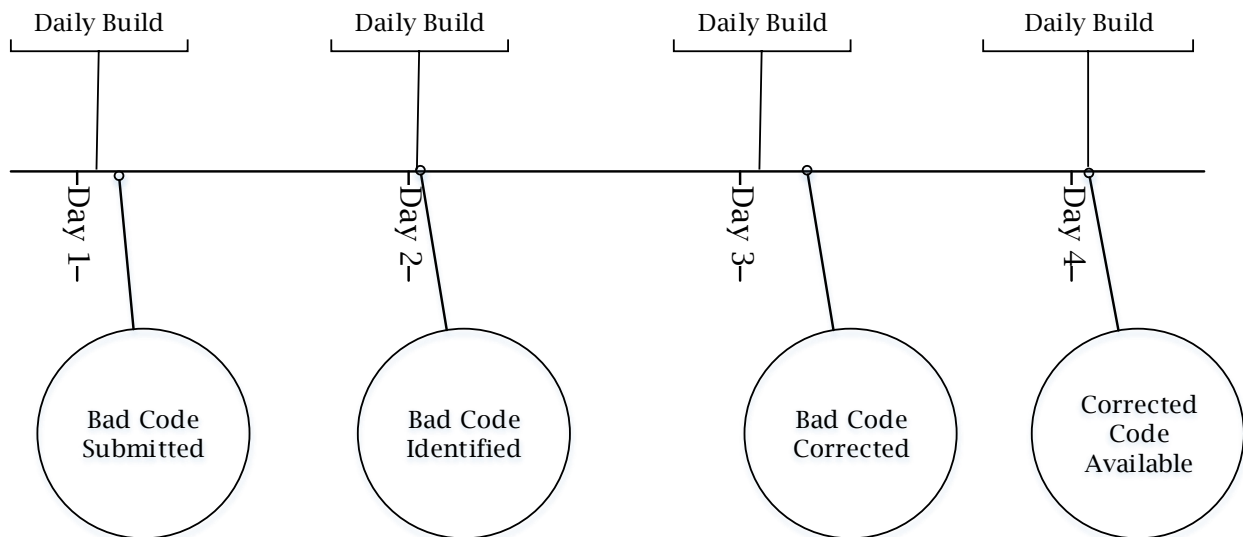 Daily Build
Daily Build
Daily Build
Daily Build
Day 1
Day 2
Day 3
Day 4
Bad Code
Submitted
Bad Code
Identified
Bad Code
Corrected
Corrected
Code
Available